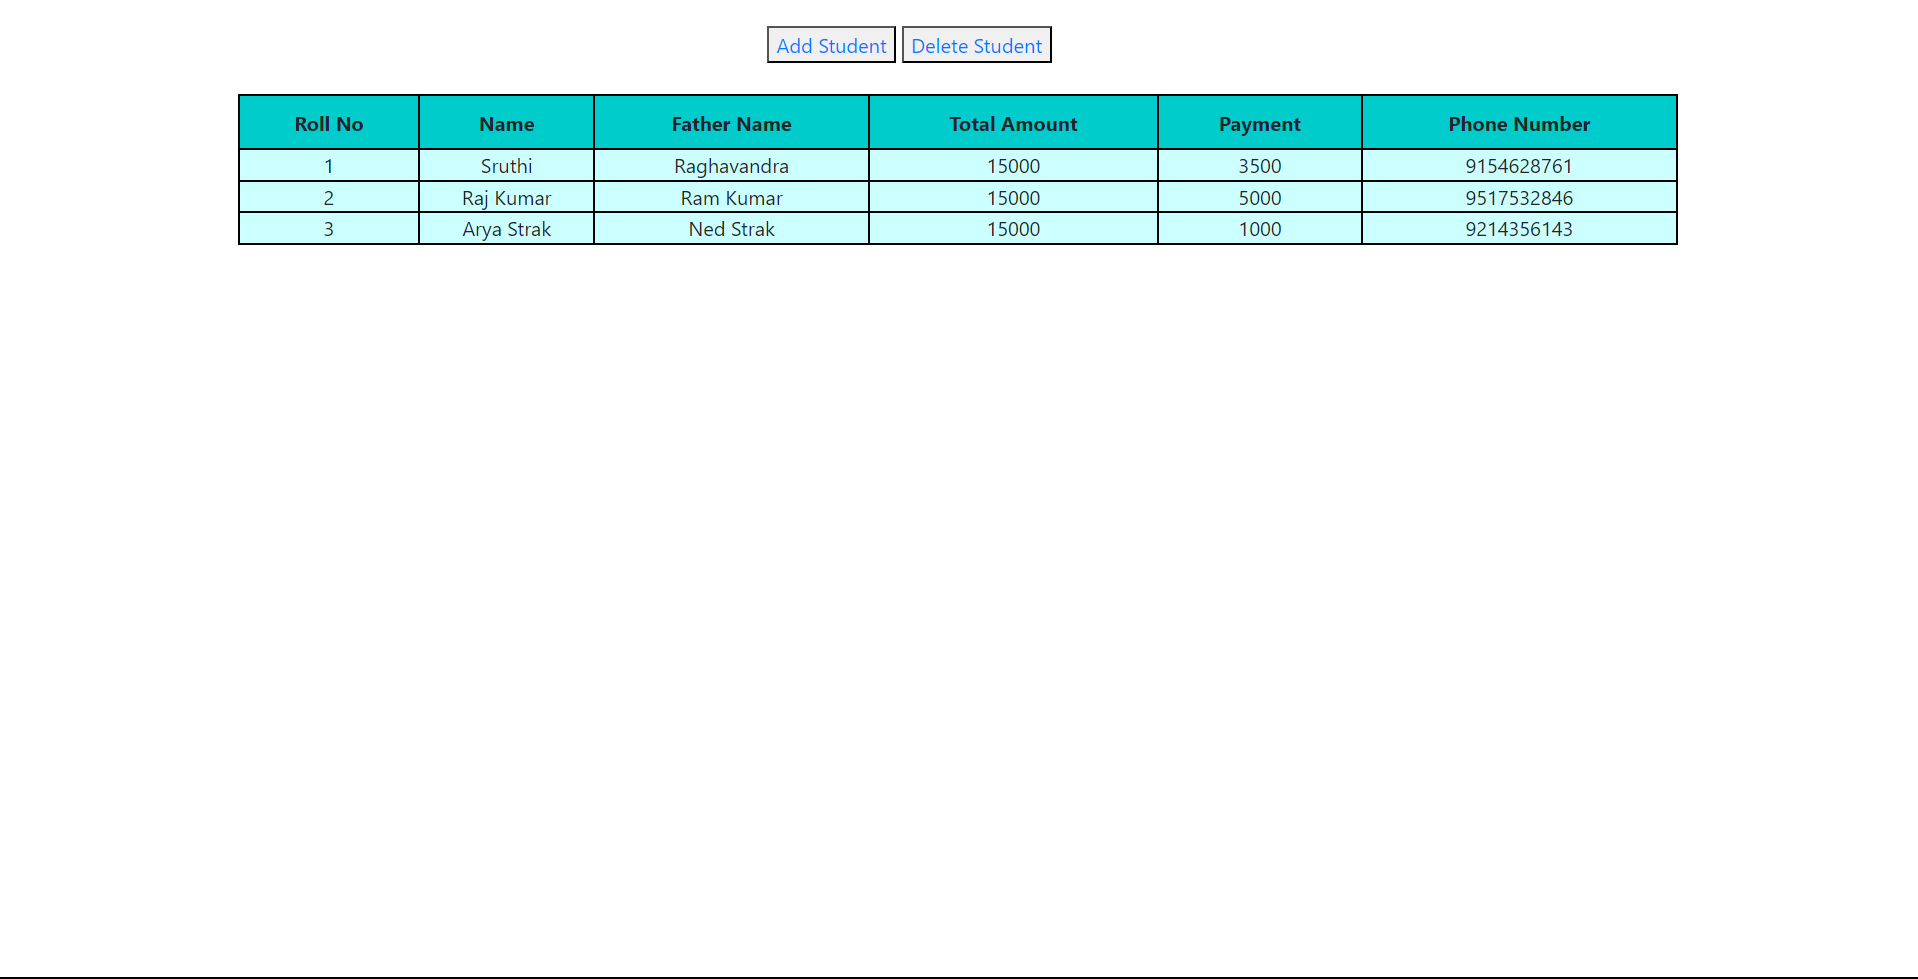 Add Student Delete Student
Roll No Name Father Name Total Amount Payment Phone Number
1 Sruthi Raghavandra 15000 3500 9154628761
2 Raj Kumar Ram Kumar 15000 5000 9517532846
3 Arya Strak Ned Strak 15000 1000 9214356143